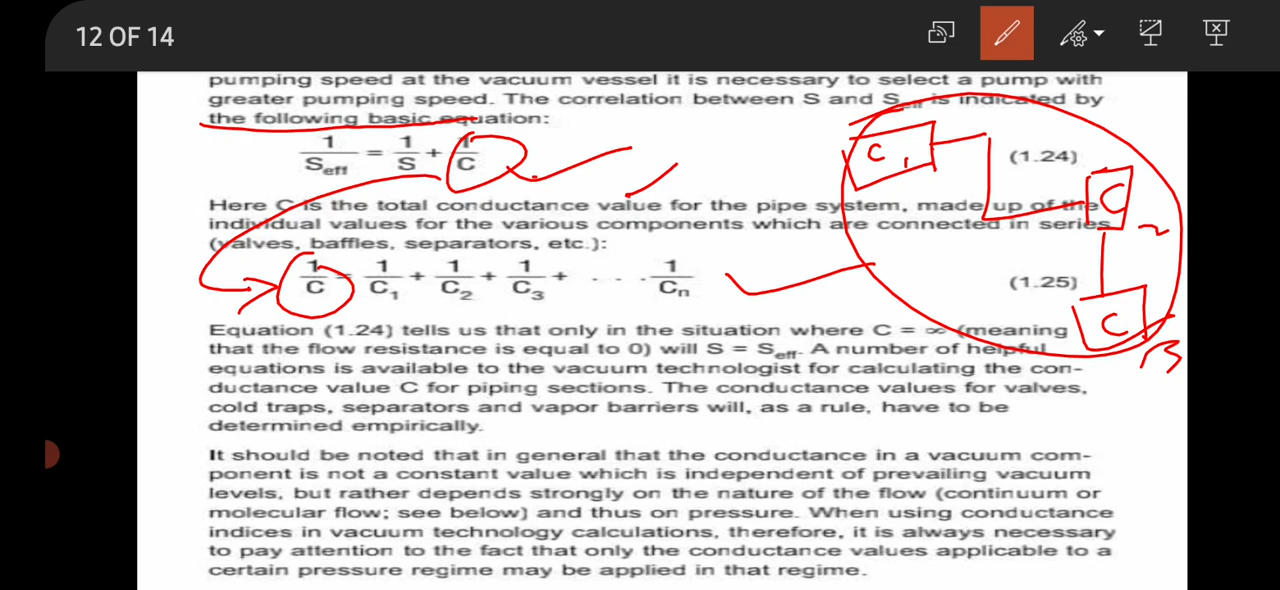 12 OF 14
pumping speed at the vacuum vessel it is necessary to select a pump with
greater pumping speed. The correlation between S and Seff is indicated by
the following basic equation:
1/Seff = 1/S + 1/C (1.24)
C1
C2
C3
Here C is the total conductance value for the pipe system, made up of the
individual values for the various components which are connected in series
(valves, baffles, separators, etc.):
1/C = 1/C1 + 1/C2 + 1/C3 + . . . 1/Cn (1.25)
Equation (1.24) tells us that only in the situation where C = ∞ (meaning
that the flow resistance is equal to 0) will S = Seff. A number of helpful
equations is available to the vacuum technologist for calculating the con-
ductance value C for piping sections. The conductance values for valves,
cold traps, separators and vapor barriers will, as a rule, have to be
determined empirically.
It should be noted that in general that the conductance in a vacuum com-
ponent is not a constant value which is independent of prevailing vacuum
levels, but rather depends strongly on the nature of the flow (continuum or
molecular flow; see below) and thus on pressure. When using conductance
indices in vacuum technology calculations, therefore, it is always necessary
to pay attention to the fact that only the conductance values applicable to a
certain pressure regime may be applied in that regime.